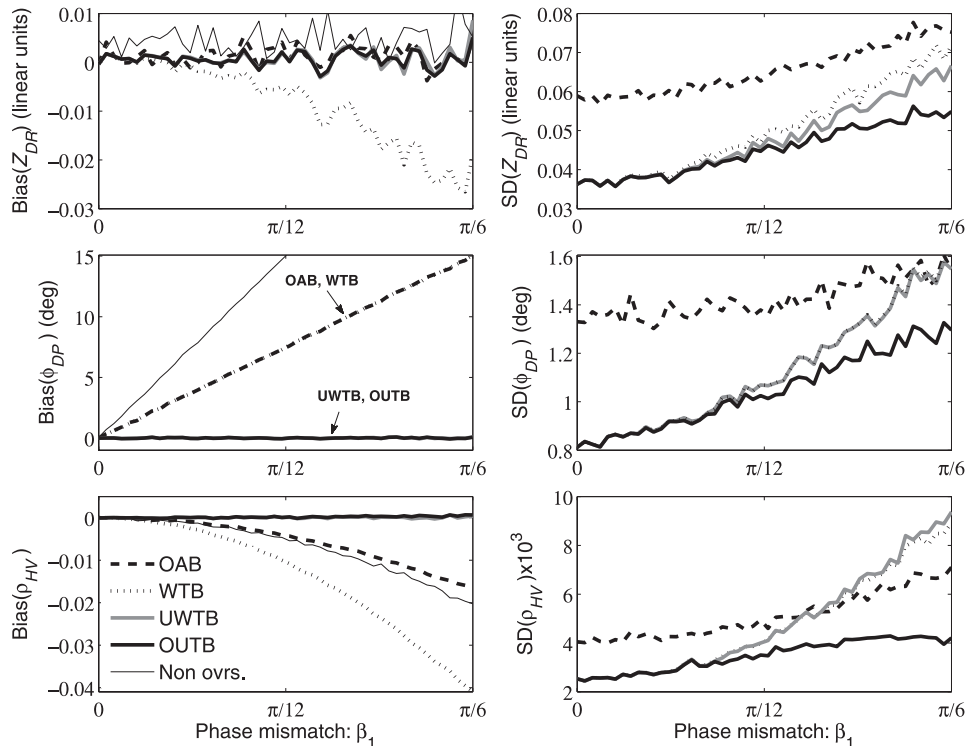 Bias(Z_DR) (linear units)
0.01
0
−0.01
−0.02
−0.03
0
π/12
π/6
SD(Z_DR) (linear units)
0.08
0.07
0.06
0.05
0.04
0.03
0
π/12
π/6
Bias(ϕ_DP) (deg)
15
10
5
0
OAB, WTB
UWTB, OUTB
0
π/12
π/6
SD(ϕ_DP) (deg)
1.6
1.4
1.2
1
0.8
0
π/12
π/6
Bias(ρ_HV)
0
−0.01
−0.02
−0.03
−0.04
OAB
WTB
UWTB
OUTB
Non ovrs.
0
π/12
π/6
Phase mismatch: β₁
SD(ρ_HV)x10³
10
8
6
4
2
0
π/12
π/6
Phase mismatch: β₁